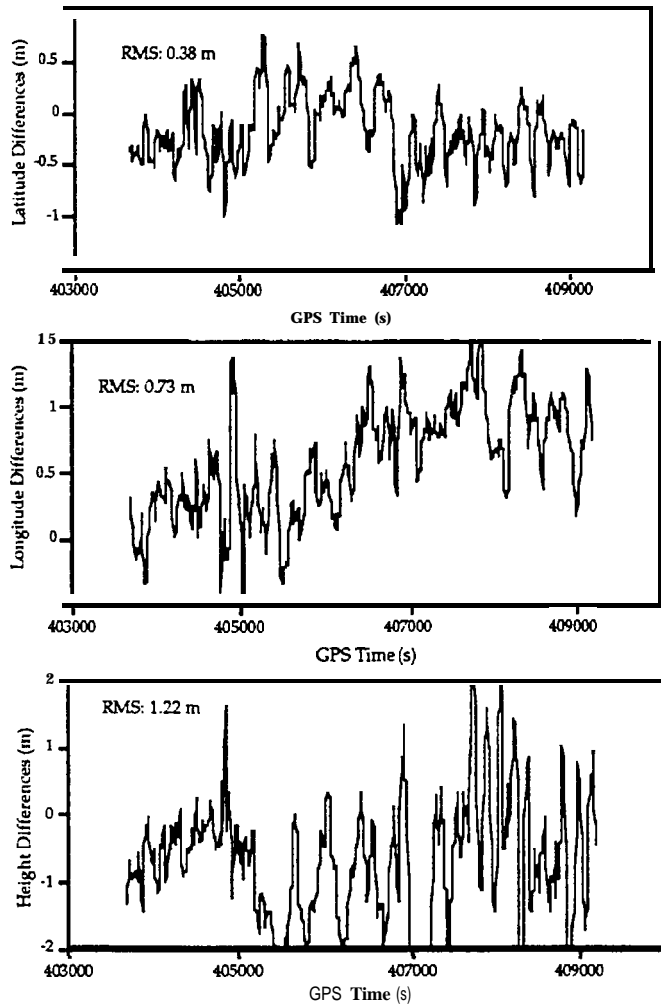 Latitude Differences (m)
RMS: 0.38 m
0.5
0
-0.5
-1
403000 405000 407000 409000
GPS Time (s)
Longitude Differences (m)
RMS: 0.73 m
1 5
1
0.5
0
403000 405000 407000 409000
GPS Time (s)
Height Differences (m)
RMS: 1.22 m
2
1
0
-1
-2
403000 405000 407000 409000
GPS Time (s)